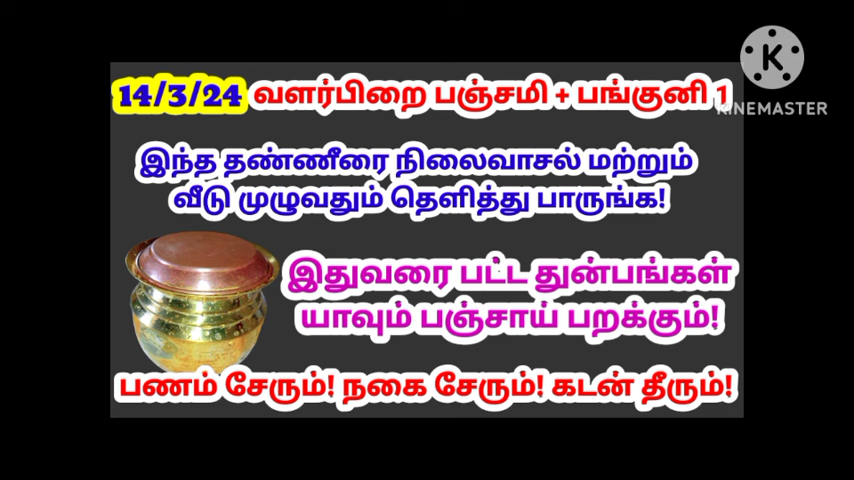 K
KINEMASTER
14/3/24 வளர்பிறை பஞ்சமி + பங்குனி 1
இந்த தண்ணீரை நிலைவாசல் மற்றும்
வீடு முழுவதும் தெளித்து பாருங்க!
இதுவரை பட்ட துன்பங்கள்
யாவும் பஞ்சாய் பறக்கும்!
பணம் சேரும்! நகை சேரும்! கடன் தீரும்!